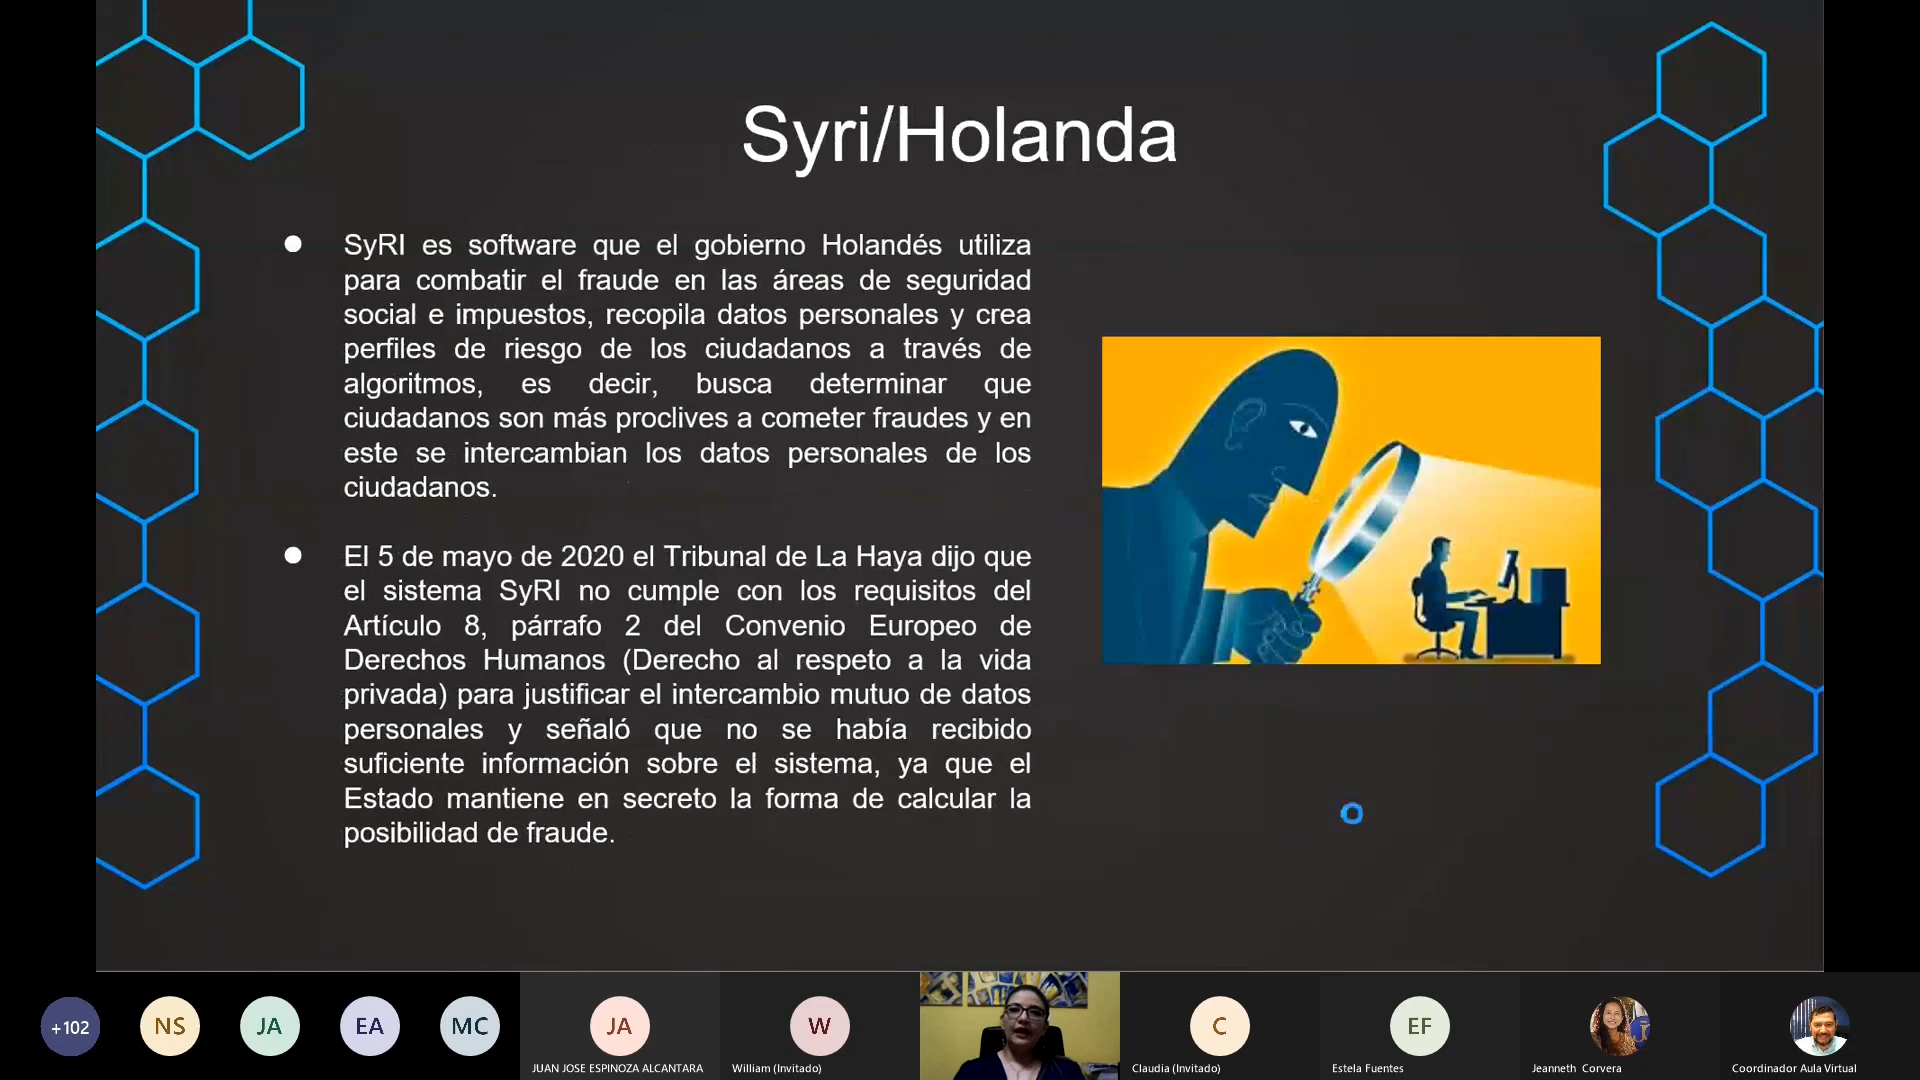 Syri/Holanda
● SyRI es software que el gobierno Holandés utiliza
para combatir el fraude en las áreas de seguridad
social e impuestos, recopila datos personales y crea
perfiles de riesgo de los ciudadanos a través de
algoritmos, es decir, busca determinar que
ciudadanos son más proclives a cometer fraudes y en
este se intercambian los datos personales de los
ciudadanos.
● El 5 de mayo de 2020 el Tribunal de La Haya dijo que
el sistema SyRI no cumple con los requisitos del
Artículo 8, párrafo 2 del Convenio Europeo de
Derechos Humanos (Derecho al respeto a la vida
privada) para justificar el intercambio mutuo de datos
personales y señaló que no se había recibido
suficiente información sobre el sistema, ya que el
Estado mantiene en secreto la forma de calcular la
posibilidad de fraude.
+102 NS JA EA MC JA W C EF
JUAN JOSE ESPINOZA ALCANTARA William (Invitado) Claudia (Invitado) Estela Fuentes Jeanneth Corvera Coordinador Aula Virtual